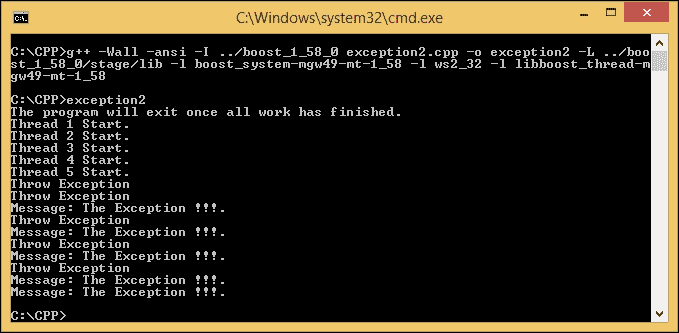 C:\Windows\system32\cmd.exe
C:\CPP>g++ -Wall -ansi -I ../boost_1_58_0 exception2.cpp -o exception2 -L ../boo
st_1_58_0/stage/lib -l boost_system-mgw49-mt-1_58 -l ws2_32 -l libboost_thread-m
gw49-mt-1_58
C:\CPP>exception2
The program will exit once all work has finished.
Thread 1 Start.
Thread 2 Start.
Thread 3 Start.
Thread 4 Start.
Thread 5 Start.
Throw Exception
Throw Exception
Message: The Exception !!!.
Throw Exception
Message: The Exception !!!.
Throw Exception
Message: The Exception !!!.
Throw Exception
Message: The Exception !!!.
Message: The Exception !!!.
C:\CPP>